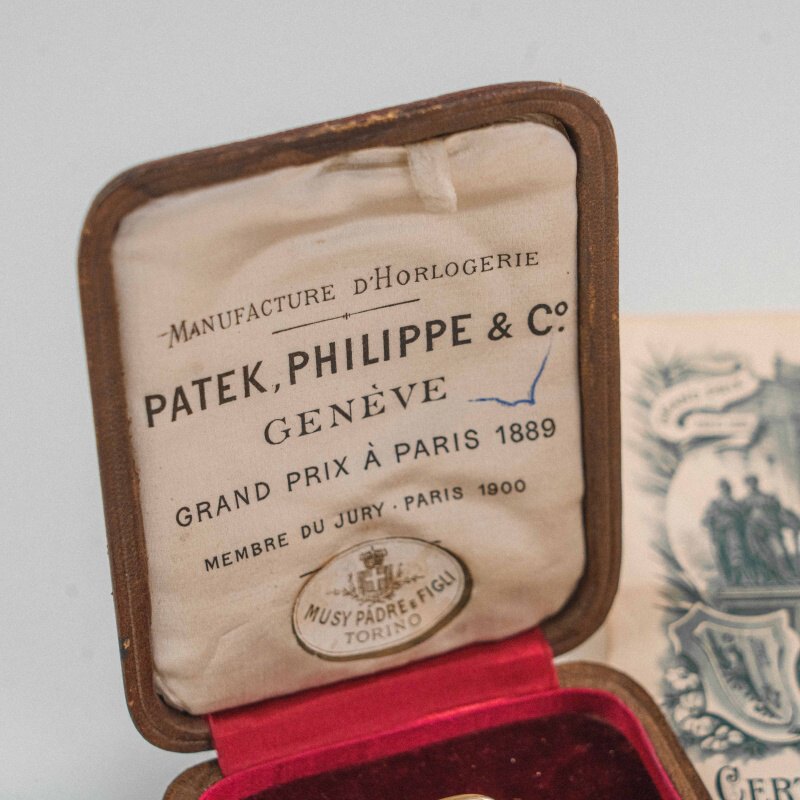 MANUFACTURE D'HORLOGERIE
PATEK, PHILIPPE & Cº.
GENÈVE
GRAND PRIX À PARIS 1889
MEMBRE DU JURY · PARIS 1900
MUSY PADRE E FIGLI
TORINO
CERT